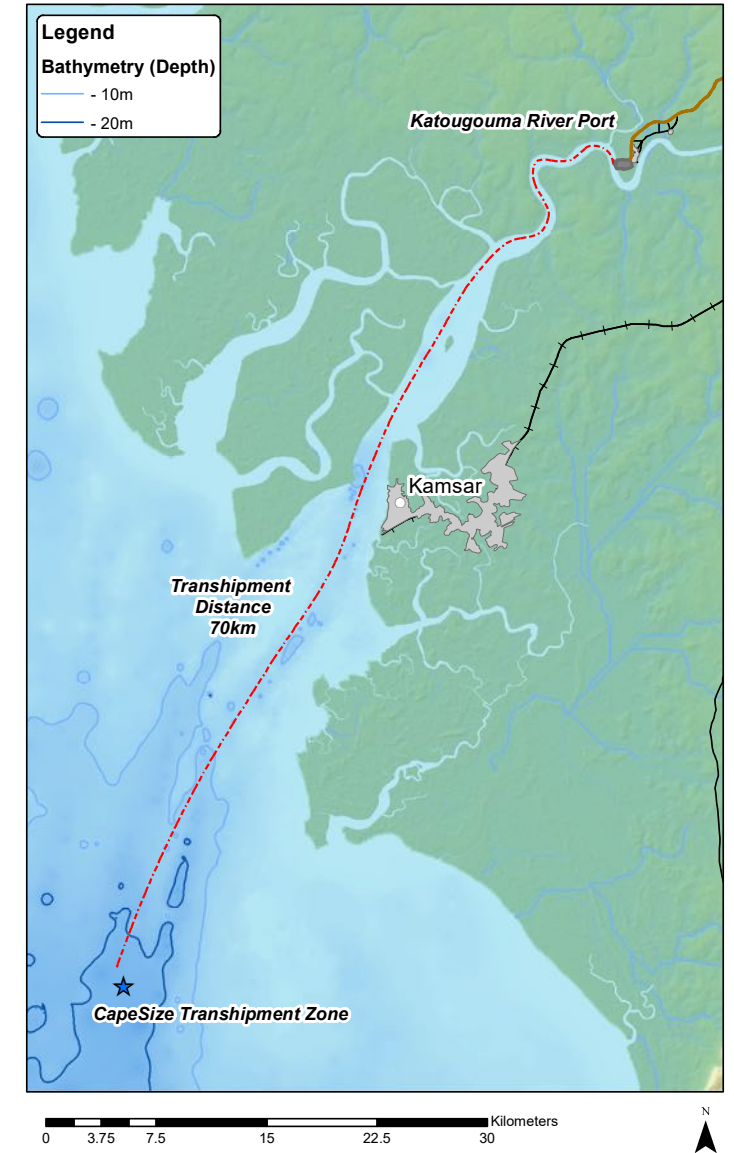 Legend
Bathymetry (Depth)
- 10m
- 20m
Katougouma River Port
Kamsar
Transhipment
Distance
70km
CapeSize Transhipment Zone
Kilometers
0 3.75 7.5 15 22.5 30
N